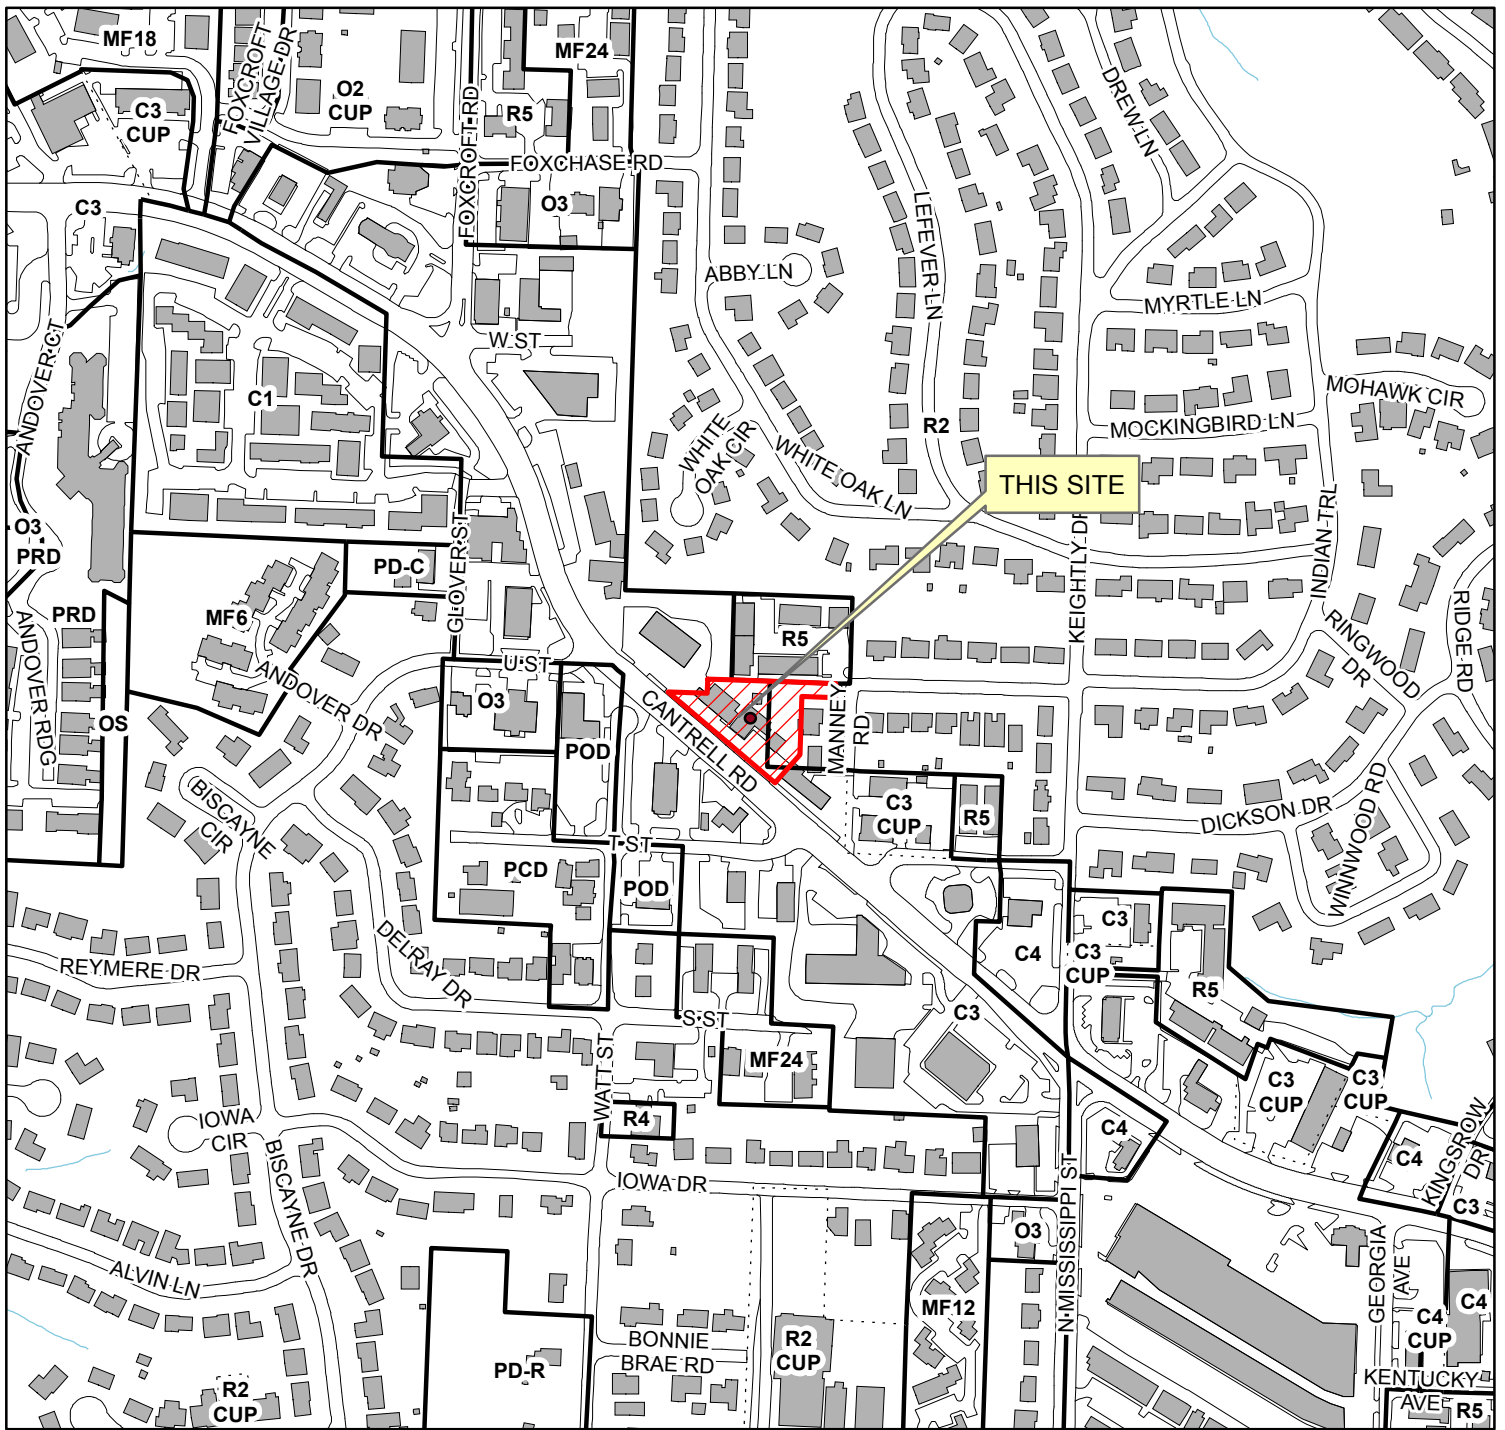 MF18
FOXCROFT
VILLAGE DR
MF24
C3
CUP
O2
CUP
FOXCROFT RD
R5
FOXCHASE RD
DREW LN
C3
O3
LEFEVER LN
ABBY LN
MYRTLE LN
ANDOVER CT
W ST
C1
MOHAWK CIR
WHITE
OAK CIR
R2
MOCKINGBIRD LN
WHITE OAK LN
THIS SITE
O3
PRD
GLOVER ST
PD-C
KEIGHTLY DR
INDIAN TRL
PRD
MF6
R5
RINGWOOD
DR
RIDGE RD
ANDOVER RDG
ANDOVER DR
U ST
O3
OS
CANTRELL RD
MANNEY
RD
POD
BISCAYNE
CIR
C3
CUP
R5
DICKSON DR
WINNWOOD RD
T ST
PCD
POD
DELRAY DR
C3
C4
C3
CUP
REYMERE DR
R5
S ST
C3
WATT ST
MF24
C3
CUP
C3
CUP
R4
IOWA
CIR
C4
C4
KINGSROW
DR
BISCAYNE DR
IOWA DR
N MISSISSIPPI ST
C3
O3
ALVIN LN
GEORGIA
AVE
MF12
C4
C4
CUP
BONNIE
BRAE RD
R2
CUP
PD-R
KENTUCKY
AVE
R2
CUP
R5